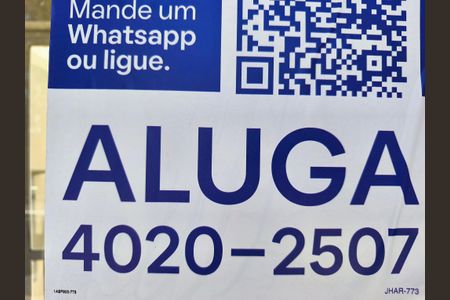 Mande um
Whatsapp
ou ligue.
ALUGA
4020-2507
JHAR-773